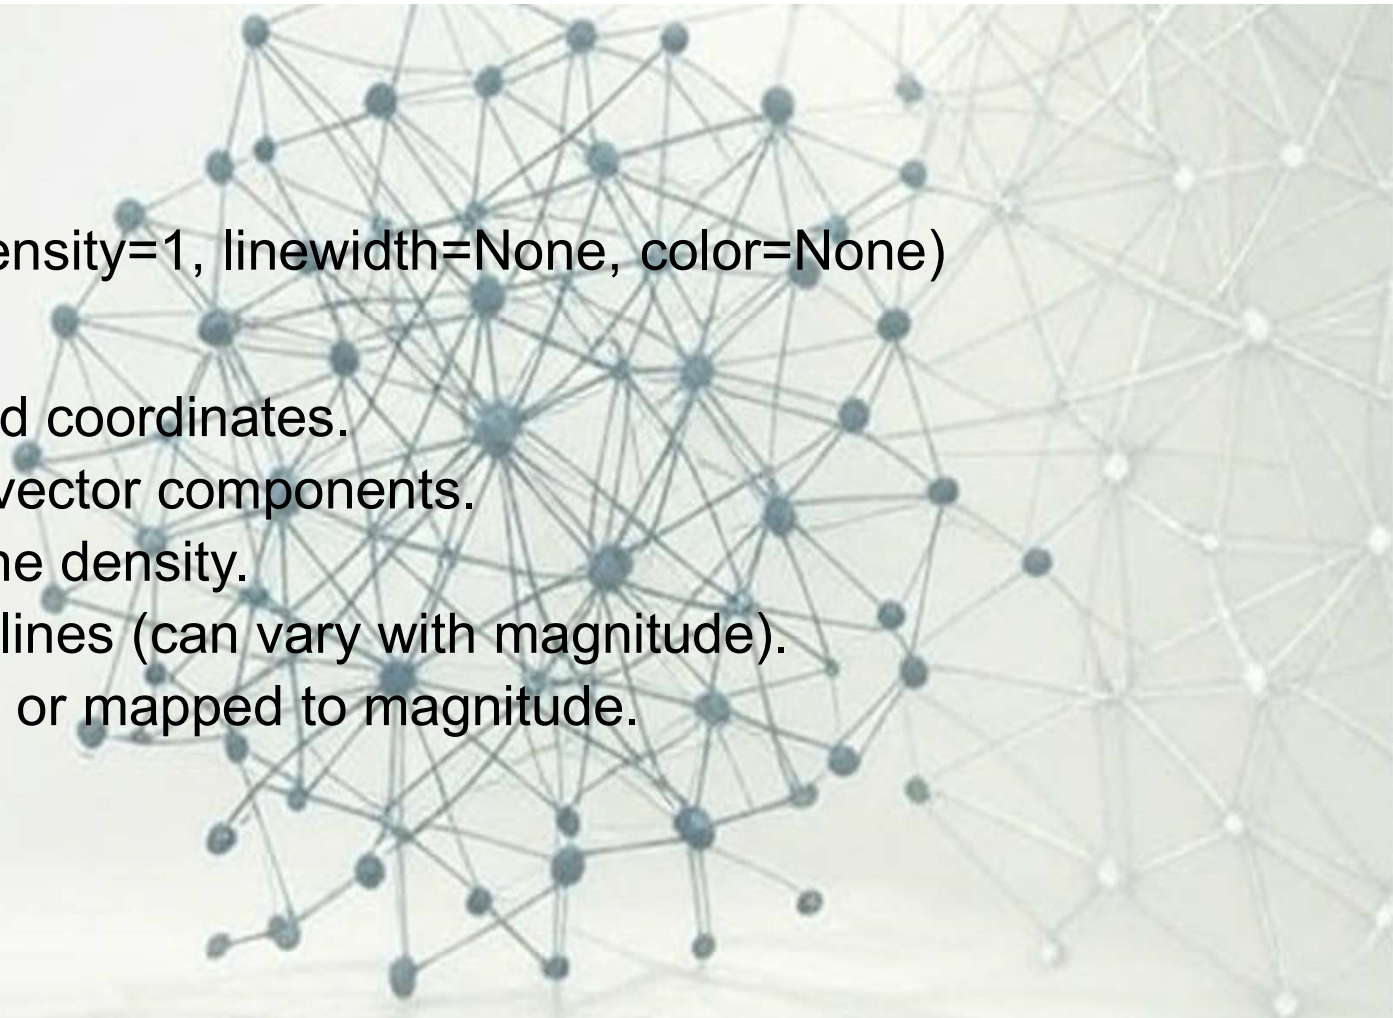 ensity=1, linewidth=None, color=None)
d coordinates.
vector components.
ne density.
lines (can vary with magnitude).
or mapped to magnitude.